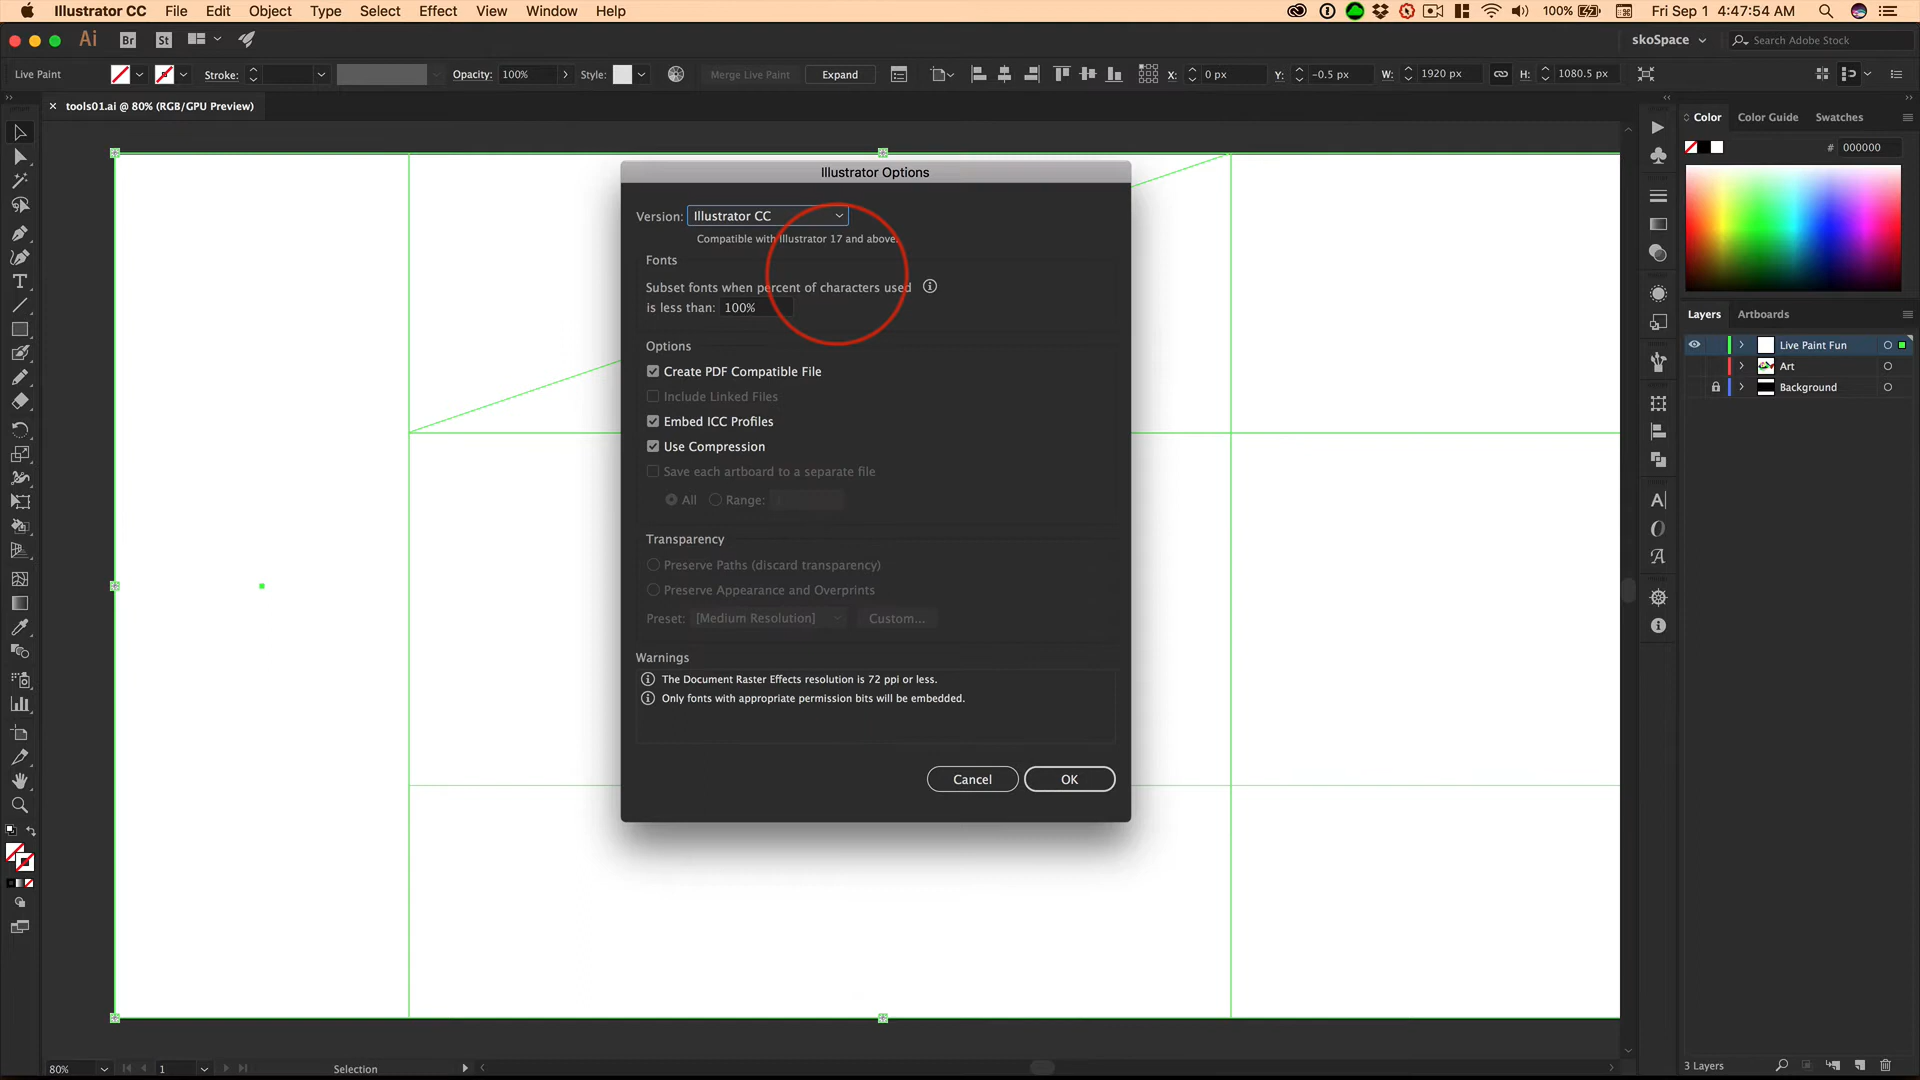 Illustrator CC File Edit Object Type Select Effect View Window Help 100% Fri Sep 1 4:47:54 AM
Ai Br St skoSpace Search Adobe Stock
Live Paint Stroke: Opacity: 100% Style: Merge Live Paint Expand X: 0 px Y: -0.5 px W: 1920 px H: 1080.5 px
tools01.ai @ 80% (RGB/GPU Preview)
Color Color Guide Swatches
# 000000
Illustrator Options
Version: Illustrator CC
Compatible with Illustrator 17 and above.
Fonts
Subset fonts when percent of characters used
is less than: 100%
Options
Create PDF Compatible File
Include Linked Files
Embed ICC Profiles
Use Compression
Save each artboard to a separate file
All Range:
Transparency
Preserve Paths (discard transparency)
Preserve Appearance and Overprints
Preset: [Medium Resolution] Custom...
Warnings
The Document Raster Effects resolution is 72 ppi or less.
Only fonts with appropriate permission bits will be embedded.
Cancel OK
Layers Artboards
Live Paint Fun
Art
Background
80% 1 Selection 3 Layers